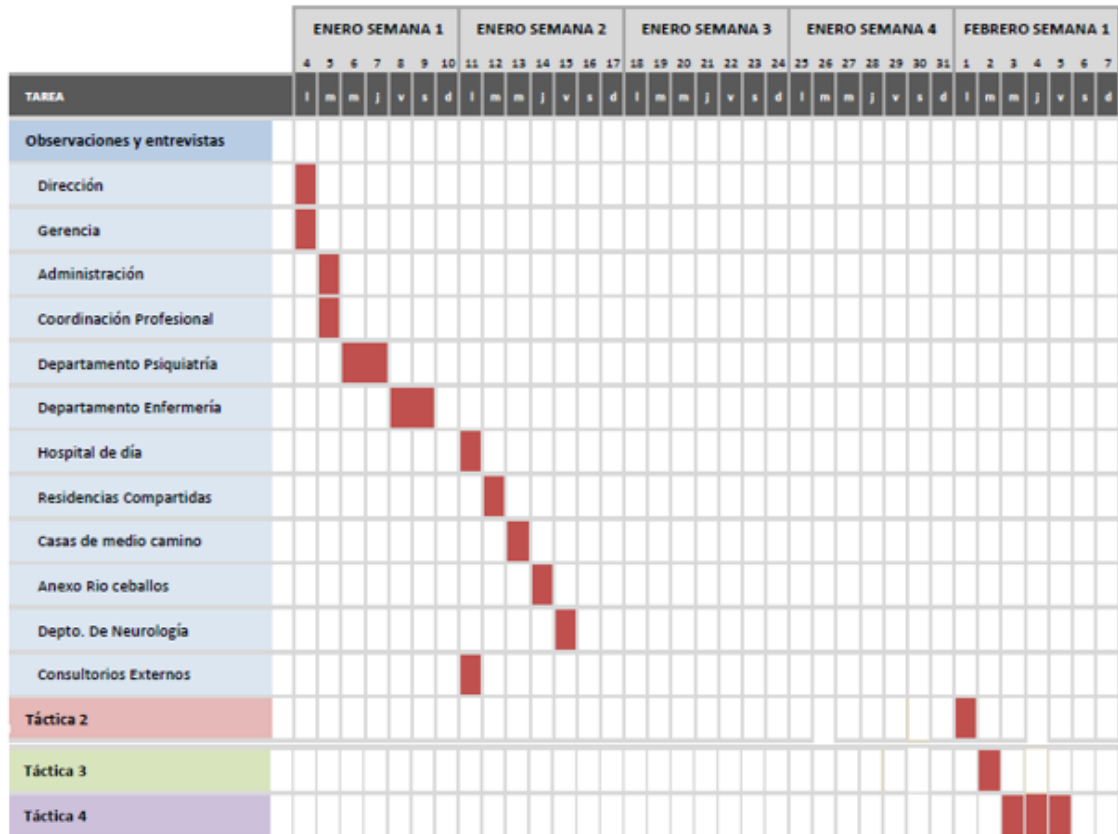 ENERO SEMANA 1 ENERO SEMANA 2 ENERO SEMANA 3 ENERO SEMANA 4 FEBRERO SEMANA 1
4 5 6 7 8 9 10 11 12 13 14 15 16 17 18 19 20 21 22 23 24 25 26 27 28 29 30 31 1 2 3 4 5 6 7
TAREA l m m j v s d l m m j v s d l m m j v s d l m m j v s d l m m j v s d
Observaciones y entrevistas
Dirección
Gerencia
Administración
Coordinación Profesional
Departamento Psiquiatría
Departamento Enfermería
Hospital de día
Residencias Compartidas
Casas de medio camino
Anexo Rio ceballos
Depto. De Neurología
Consultorios Externos
Táctica 2
Táctica 3
Táctica 4